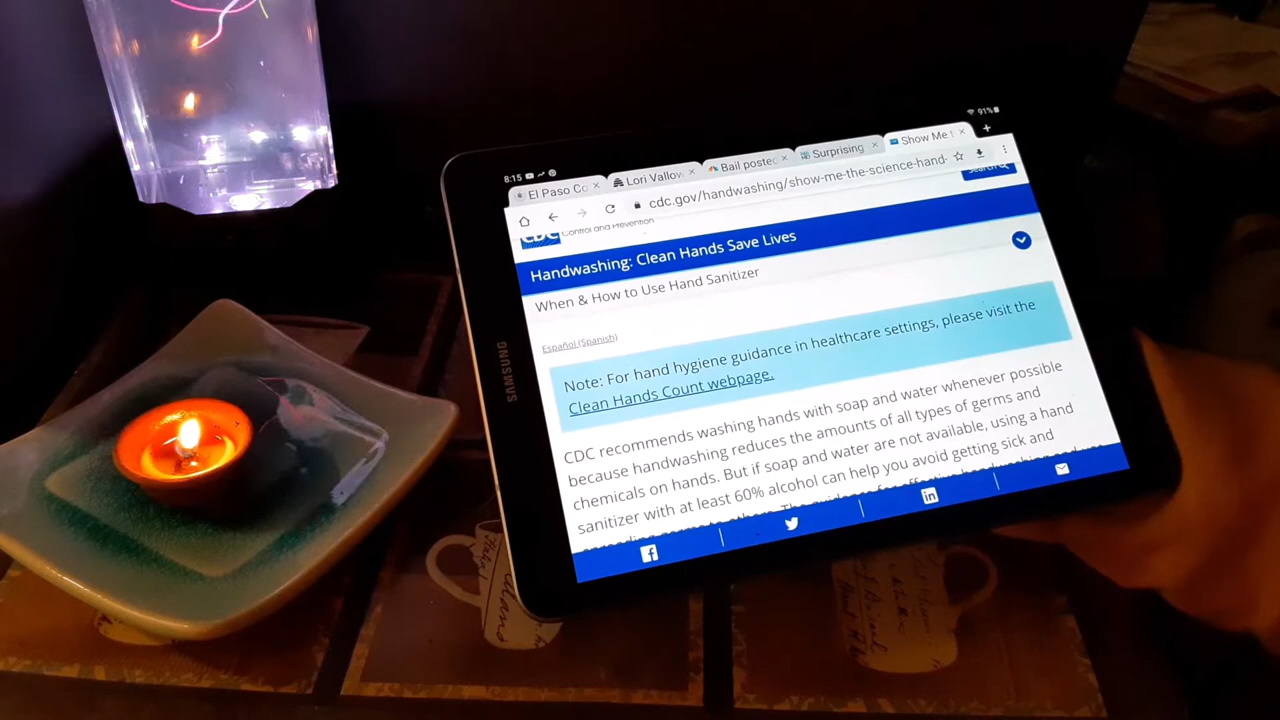 8:15
91%
El Paso Co
Lori Vallow
Bail posted
Surprising
Show Me t
cdc.gov/handwashing/show-me-the-science-hand-
Search
CDC
Control and Prevention
Handwashing: Clean Hands Save Lives
When & How to Use Hand Sanitizer
Español (Spanish)
Note: For hand hygiene guidance in healthcare settings, please visit the
Clean Hands Count webpage.
CDC recommends washing hands with soap and water whenever possible
because handwashing reduces the amounts of all types of germs and
chemicals on hands. But if soap and water are not available, using a hand
sanitizer with at least 60% alcohol can help you avoid getting sick and
SAMSUNG